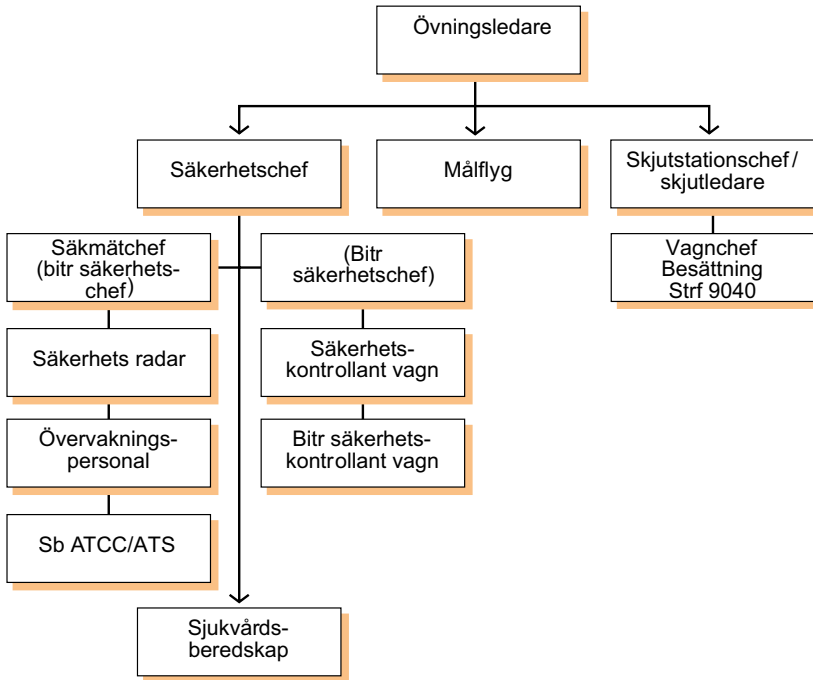 Övningsledare
Säkerhetschef
Målflyg
Skjutstationschef/
skjutledare
Säkmätchef
(bitr säkerhets-
chef)
(Bitr
säkerhetschef)
Vagnchef
Besättning
Strf 9040
Säkerhets radar
Säkerhets-
kontrollant vagn
Övervaknings-
personal
Bitr säkerhets-
kontrollant vagn
Sb ATCC/ATS
Sjukvårds-
beredskap